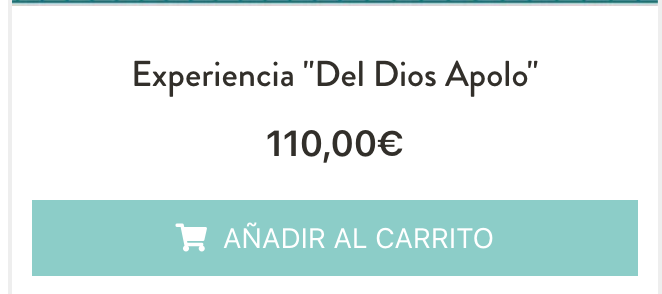 Experiencia "Del Dios Apolo"
110,00€
AÑADIR AL CARRITO